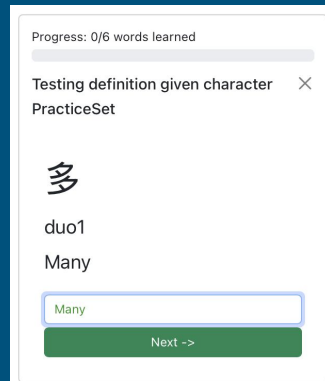 Progress: 0/6 words learned
Testing definition given character
PracticeSet
多
duo1
Many
Many
Next ->